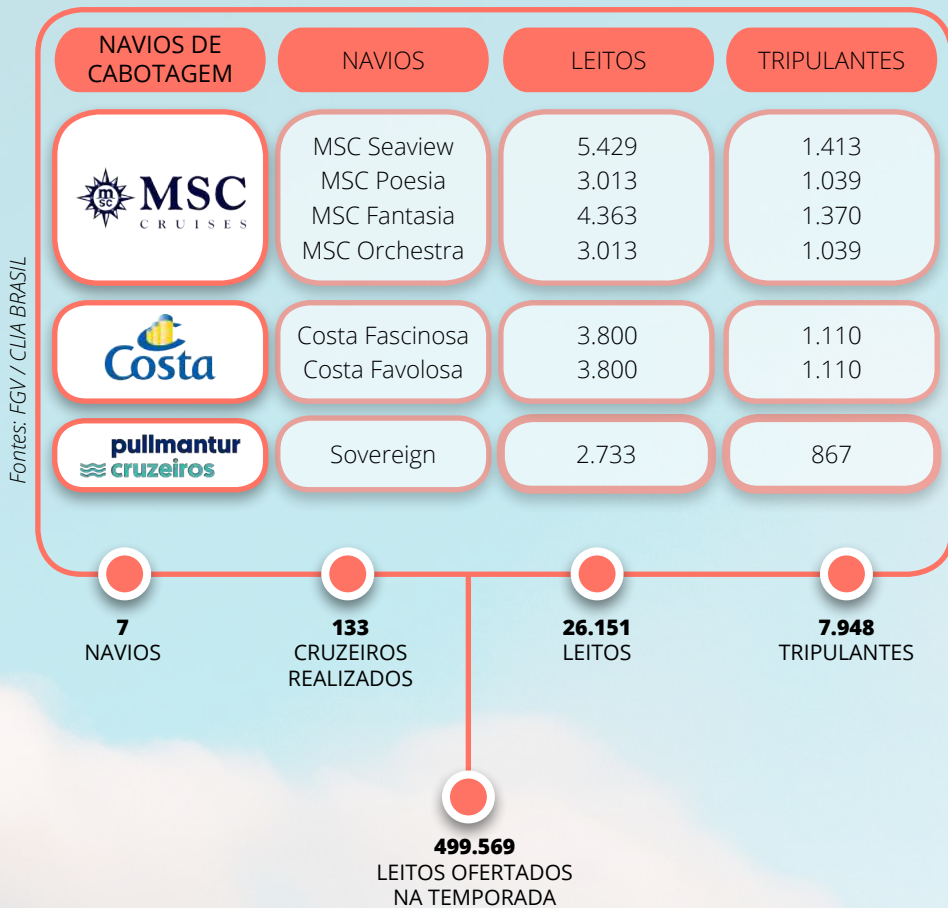 NAVIOS DE
CABOTAGEM
NAVIOS
LEITOS
TRIPULANTES
m
SC
MSC
CRUISES
MSC Seaview 5.429 1.413
MSC Poesia 3.013 1.039
MSC Fantasia 4.363 1.370
MSC Orchestra 3.013 1.039
Costa
Costa Fascinosa 3.800 1.110
Costa Favolosa 3.800 1.110
pullmantur
cruzeiros
Sovereign 2.733 867
Fontes: FGV / CLIA BRASIL
7
NAVIOS
133
CRUZEIROS
REALIZADOS
26.151
LEITOS
7.948
TRIPULANTES
499.569
LEITOS OFERTADOS
NA TEMPORADA